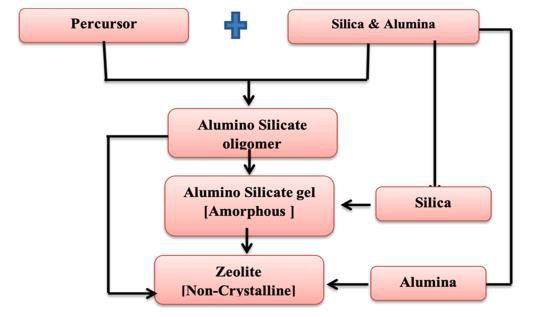 Percursor
Silica & Alumina
Alumino Silicate
oligomer
Alumino Silicate gel
[Amorphous ]
Silica
Zeolite
[Non-Crystalline]
Alumina